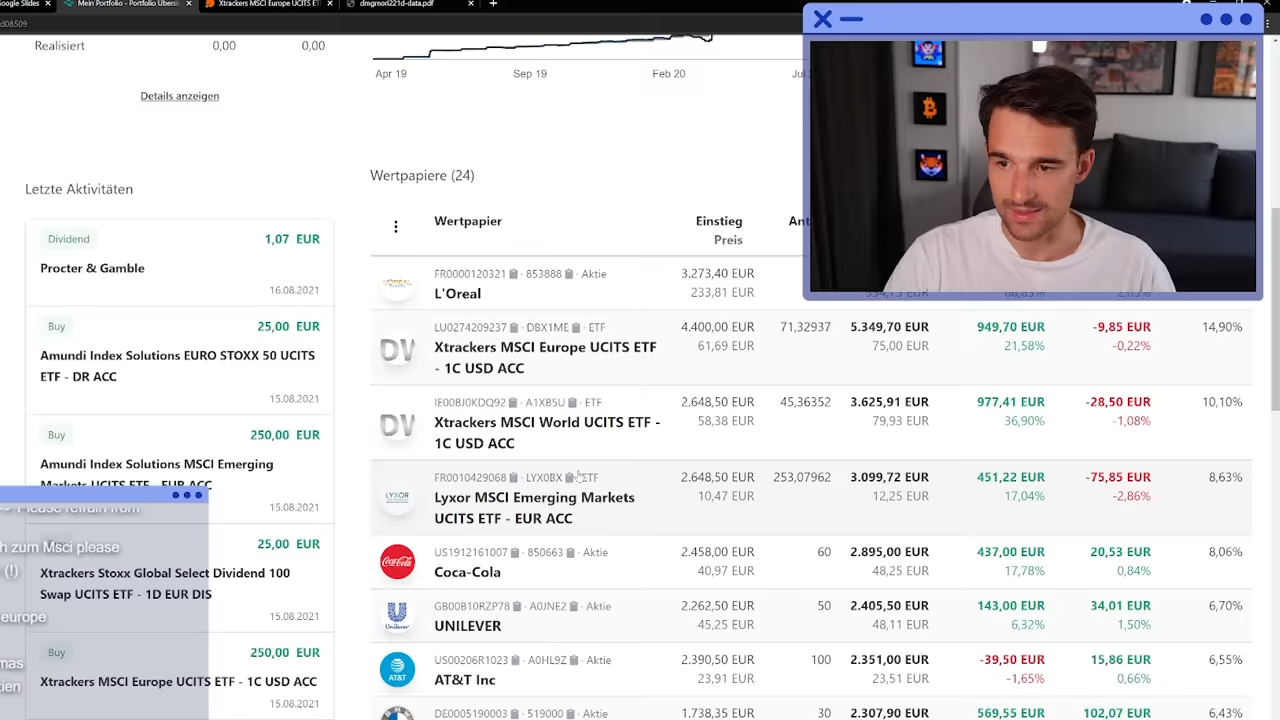 oogle Slides
Mein Portfolio - Portfolio Übersi
Xtrackers MSCI Europe UCITS ET
dmgmori221d-data.pdf
d08509
Realisiert 0,00 0,00
Details anzeigen
Apr 19 Sep 19 Feb 20
Letzte Aktivitäten
Dividend 1,07 EUR
Procter & Gamble
16.08.2021
Buy 25,00 EUR
Amundi Index Solutions EURO STOXX 50 UCITS
ETF - DR ACC
15.08.2021
Buy 250,00 EUR
Amundi Index Solutions MSCI Emerging
Markets UCITS ETF - EUR ACC
15.08.2021
25,00 EUR
Xtrackers Stoxx Global Select Dividend 100
Swap UCITS ETF - 1D EUR DIS
15.08.2021
Buy 250,00 EUR
Xtrackers MSCI Europe UCITS ETF - 1C USD ACC
15.08.2021
Please refrain from
h zum Msci please
(!)
europe
mas
tien
Wertpapiere (24)
Wertpapier Einstieg
Preis
FR0000120321 · 853888 · Aktie 3.273,40 EUR
L'Oreal 233,81 EUR
LU0274209237 · DBX1ME · ETF 4.400,00 EUR 71,32937 5.349,70 EUR 949,70 EUR -9,85 EUR 14,90%
Xtrackers MSCI Europe UCITS ETF 61,69 EUR 75,00 EUR 21,58% -0,22%
- 1C USD ACC
IE00BJ0KDQ92 · A1XB5U · ETF 2.648,50 EUR 45,36352 3.625,91 EUR 977,41 EUR -28,50 EUR 10,10%
Xtrackers MSCI World UCITS ETF - 58,38 EUR 79,93 EUR 36,90% -1,08%
1C USD ACC
FR0010429068 · LYX0BX ETF 2.648,50 EUR 253,07962 3.099,72 EUR 451,22 EUR -75,85 EUR 8,63%
LYXOR
Lyxor MSCI Emerging Markets 10,47 EUR 12,25 EUR 17,04% -2,86%
UCITS ETF - EUR ACC
US1912161007 · 850663 · Aktie 2.458,00 EUR 60 2.895,00 EUR 437,00 EUR 20,53 EUR 8,06%
Coca-Cola 40,97 EUR 48,25 EUR 17,78% 0,84%
GB00B10RZP78 · A0JNE2 · Aktie 2.262,50 EUR 50 2.405,50 EUR 143,00 EUR 34,01 EUR 6,70%
UNILEVER 45,25 EUR 48,11 EUR 6,32% 1,50%
US00206R1023 · A0HL9Z · Aktie 2.390,50 EUR 100 2.351,00 EUR -39,50 EUR 15,86 EUR 6,55%
AT&T Inc 23,91 EUR 23,51 EUR -1,65% 0,66%
DE0005190003 · 519000 · Aktie 1.738,35 EUR 30 2.307,90 EUR 569,55 EUR 102,07 EUR 6,43%